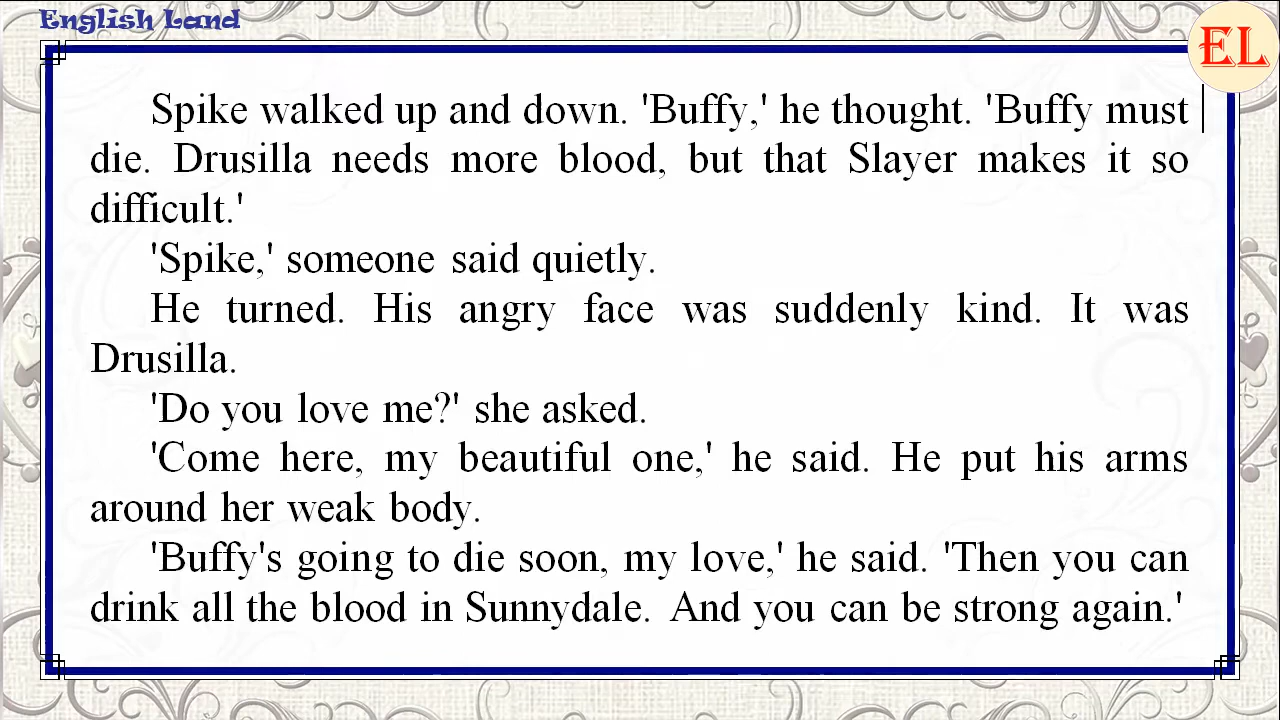 English Land
EL
Spike walked up and down. 'Buffy,' he thought. 'Buffy must
die. Drusilla needs more blood, but that Slayer makes it so
difficult.'
'Spike,' someone said quietly.
He turned. His angry face was suddenly kind. It was
Drusilla.
'Do you love me?' she asked.
'Come here, my beautiful one,' he said. He put his arms
around her weak body.
'Buffy's going to die soon, my love,' he said. 'Then you can
drink all the blood in Sunnydale. And you can be strong again.'